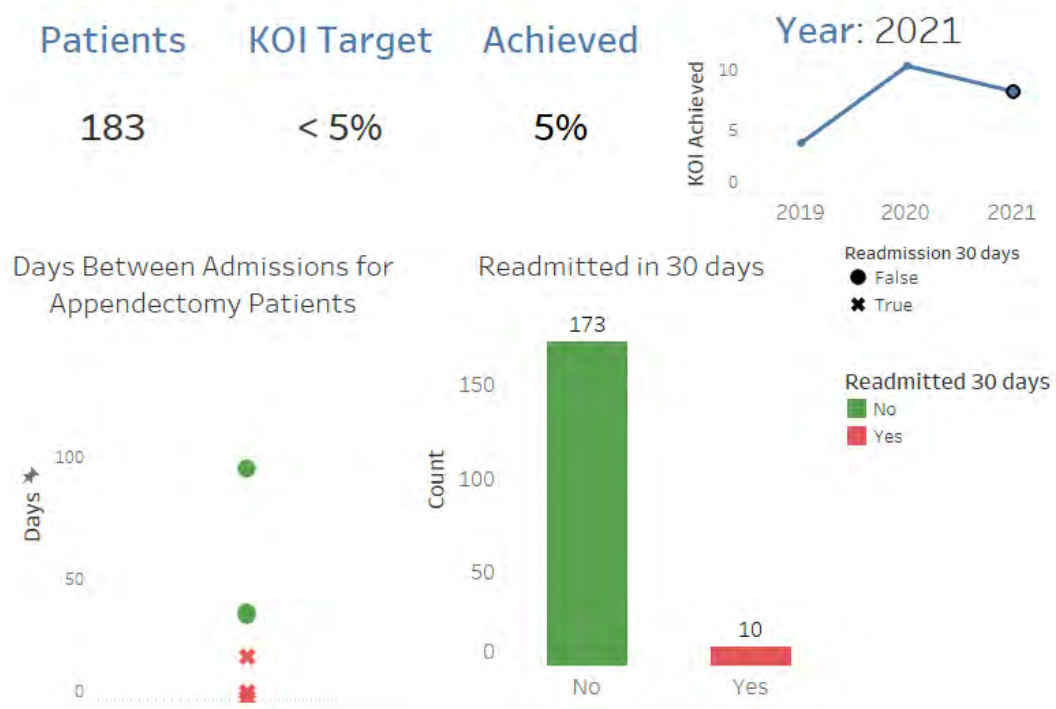 Patients
KOI Target
Achieved
183
< 5%
5%
Year: 2021
KOI Achieved
10
5
0
2019
2020
2021
Days Between Admissions for
Appendectomy Patients
Days
100
50
0
Readmitted in 30 days
Count
150
100
50
0
173
10
No
Yes
Readmission 30 days
False
True
Readmitted 30 days
No
Yes